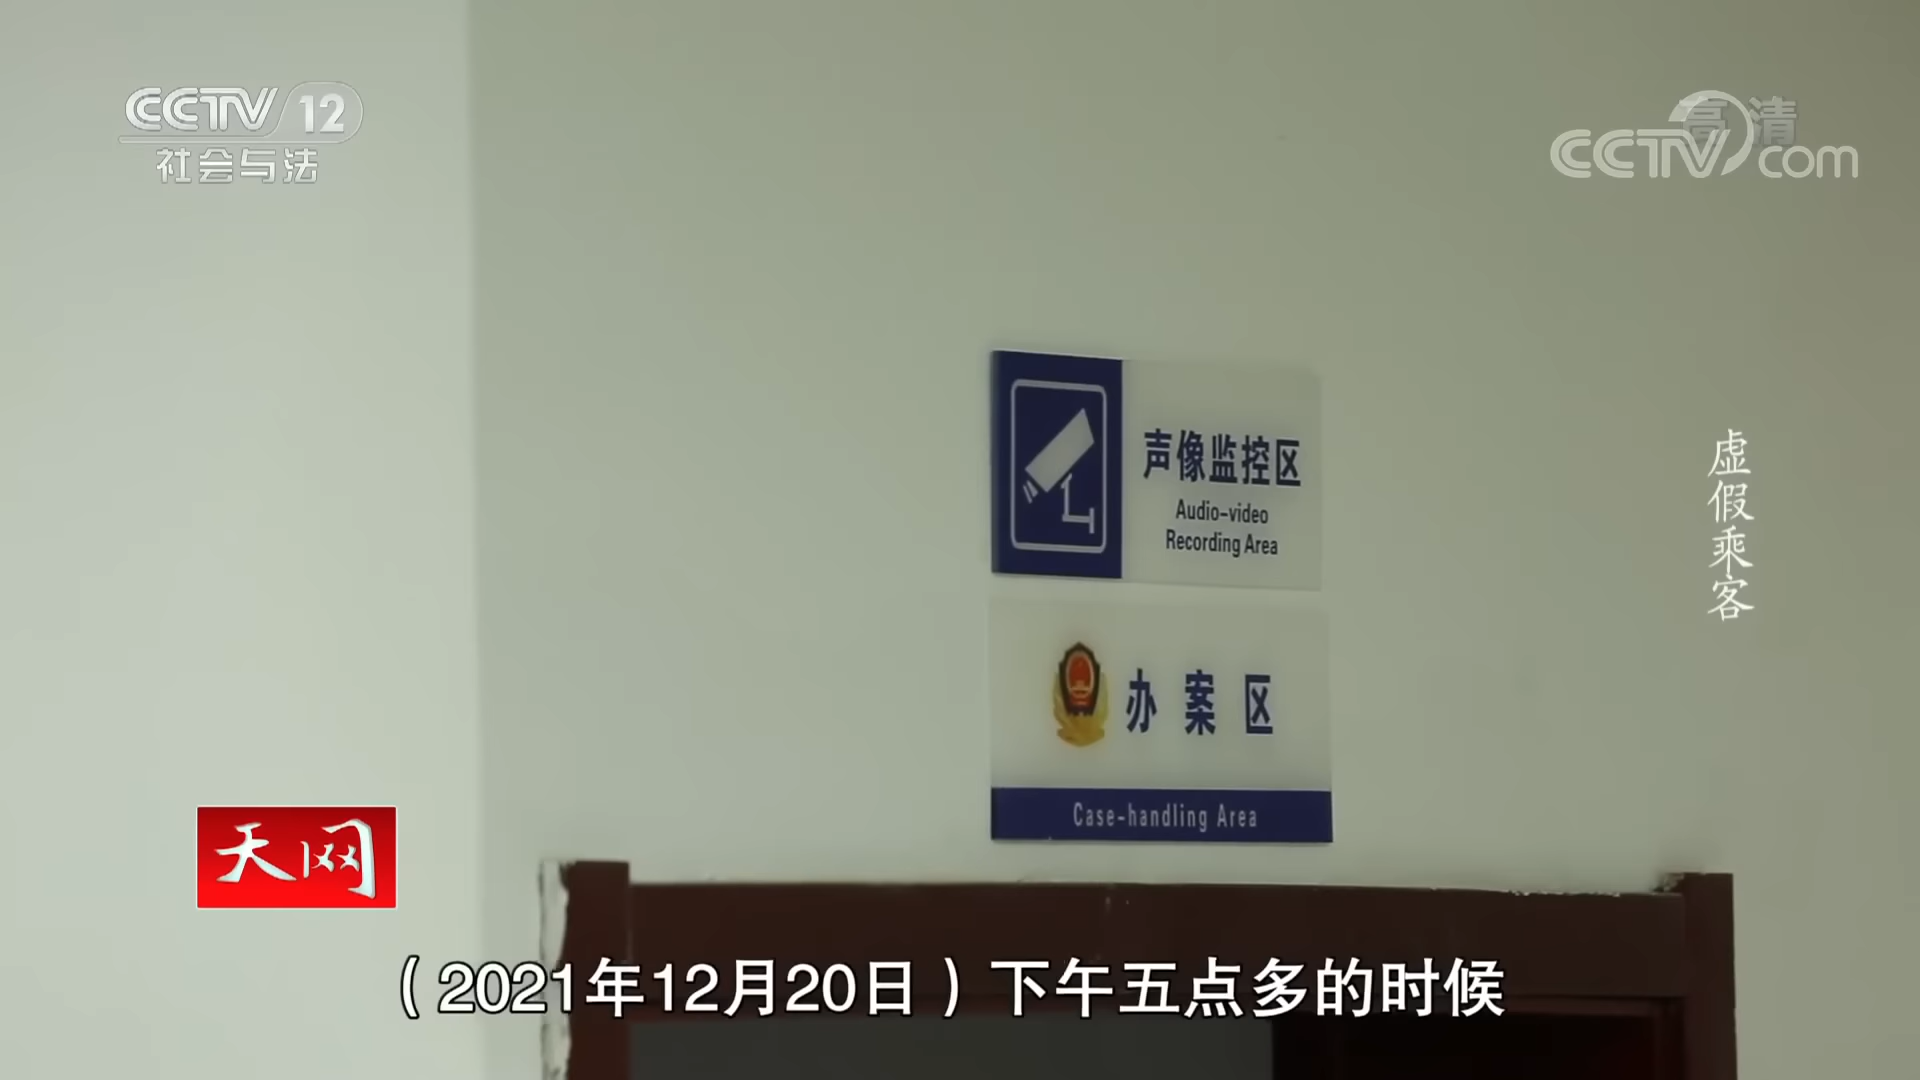 CCTV 12
社会与法
高清
CCTV.com
声像监控区
Audio-video
Recording Area
虚假乘客
办案区
Case-handling Area
天网
（2021年12月20日）下午五点多的时候